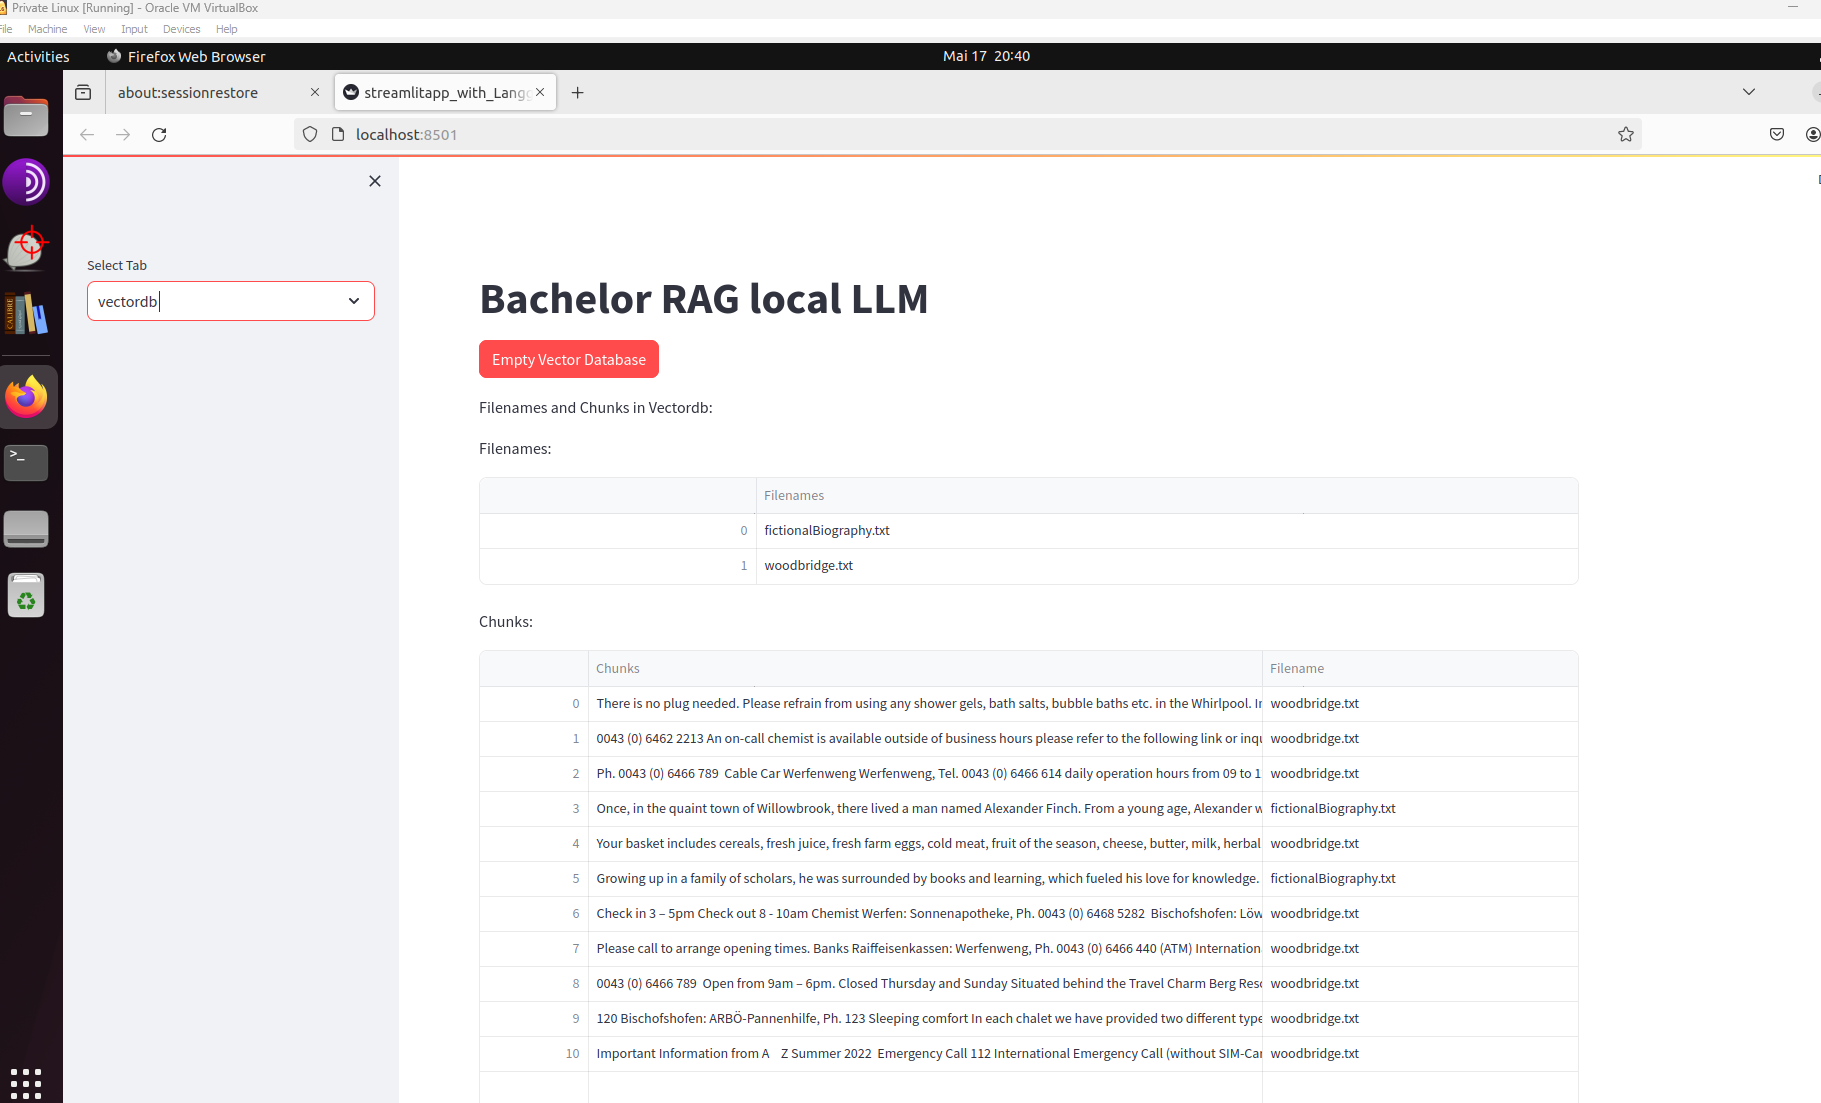 Private Linux [Running] - Oracle VM VirtualBox
File Machine View Input Devices Help
Activities Firefox Web Browser Mai 17 20:40
about:sessionrestore streamlitapp_with_Lang
localhost:8501
Select Tab
vectordb
Bachelor RAG local LLM
Empty Vector Database
Filenames and Chunks in Vectordb:
Filenames:
Filenames
0 fictionalBiography.txt
1 woodbridge.txt
Chunks:
Chunks Filename
0 There is no plug needed. Please refrain from using any shower gels, bath salts, bubble baths etc. in the Whirlpool. woodbridge.txt
1 0043 (0) 6462 2213 An on-call chemist is available outside of business hours please refer to the following link or woodbridge.txt
2 Ph. 0043 (0) 6466 789 Cable Car Werfenweng Werfenweng, Tel. 0043 (0) 6466 614 daily operation hours from 09 to 1 woodbridge.txt
3 Once, in the quaint town of Willowbrook, there lived a man named Alexander Finch. From a young age, Alexander w fictionalBiography.txt
4 Your basket includes cereals, fresh juice, fresh farm eggs, cold meat, fruit of the season, cheese, butter, milk, herbal woodbridge.txt
5 Growing up in a family of scholars, he was surrounded by books and learning, which fueled his love for knowledge. fictionalBiography.txt
6 Check in 3 – 5pm Check out 8 - 10am Chemist Werfen: Sonnenapotheke, Ph. 0043 (0) 6468 5282 Bischofshofen: Löw woodbridge.txt
7 Please call to arrange opening times. Banks Raiffeisenkassen: Werfenweng, Ph. 0043 (0) 6466 440 (ATM) Internation woodbridge.txt
8 0043 (0) 6466 789 Open from 9am – 6pm. Closed Thursday and Sunday Situated behind the Travel Charm Berg Reso woodbridge.txt
9 120 Bischofshofen: ARBÖ-Pannenhilfe, Ph. 123 Sleeping comfort In each chalet we have provided two different type woodbridge.txt
10 Important Information from A Z Summer 2022 Emergency Call 112 International Emergency Call (without SIM-Car woodbridge.txt